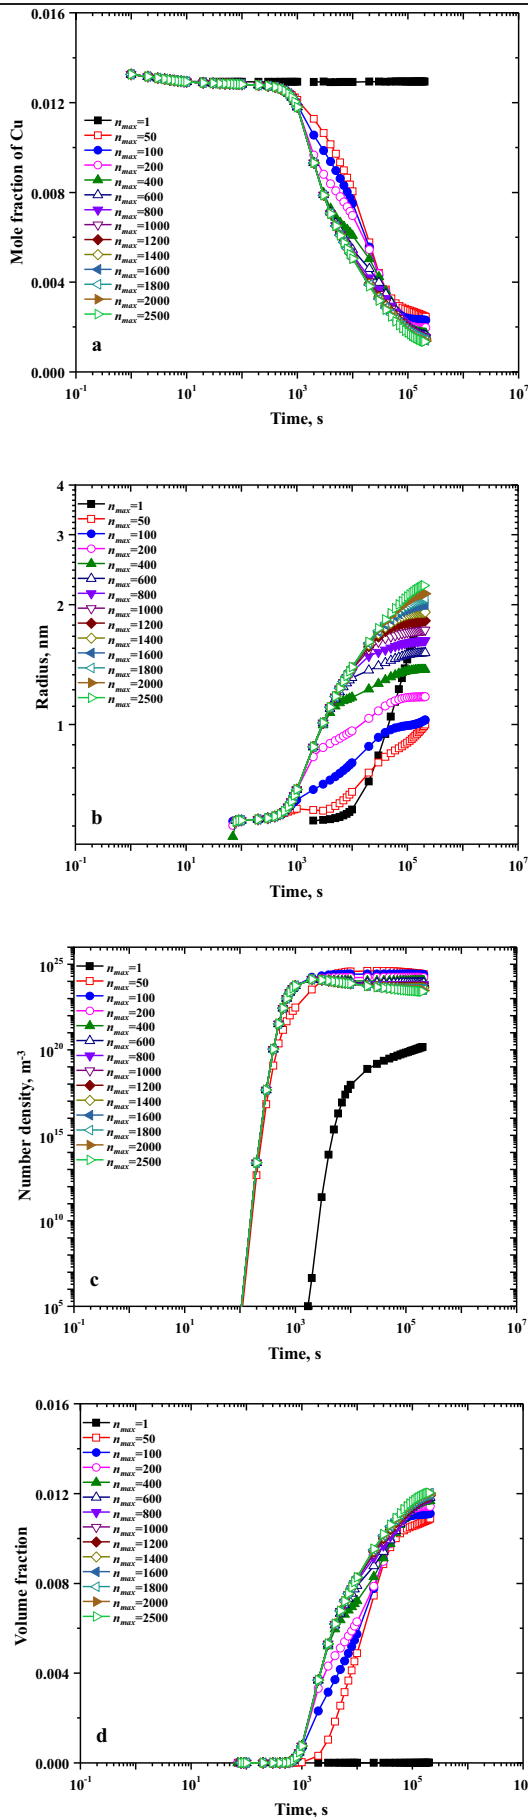 0.016
0.012
0.008
0.004
0.000
Mole fraction of Cu
n_max=1
n_max=50
n_max=100
n_max=200
n_max=400
n_max=600
n_max=800
n_max=1000
n_max=1200
n_max=1400
n_max=1600
n_max=1800
n_max=2000
n_max=2500
a
10^-1 10^1 10^3 10^5 10^7
Time, s
4
3
2
1
Radius, nm
n_max=1
n_max=50
n_max=100
n_max=200
n_max=400
n_max=600
n_max=800
n_max=1000
n_max=1200
n_max=1400
n_max=1600
n_max=1800
n_max=2000
n_max=2500
b
10^-1 10^1 10^3 10^5 10^7
Time, s
10^25
10^20
10^15
10^10
10^5
Number density, m^-3
n_max=1
n_max=50
n_max=100
n_max=200
n_max=400
n_max=600
n_max=800
n_max=1000
n_max=1200
n_max=1400
n_max=1600
n_max=1800
n_max=2000
n_max=2500
c
10^-1 10^1 10^3 10^5 10^7
Time, s
0.016
0.012
0.008
0.004
0.000
Volume fraction
n_max=1
n_max=50
n_max=100
n_max=200
n_max=400
n_max=600
n_max=800
n_max=1000
n_max=1200
n_max=1400
n_max=1600
n_max=1800
n_max=2000
n_max=2500
d
10^-1 10^1 10^3 10^5 10^7
Time, s